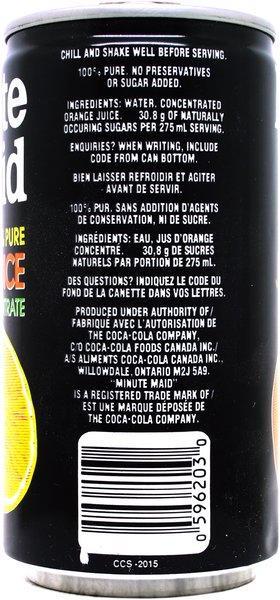 te
id
PURE
ICE
TRATE
CHILL AND SHAKE WELL BEFORE SERVING.
100% PURE. NO PRESERVATIVES
OR SUGAR ADDED.
INGREDIENTS: WATER, CONCENTRATED
ORANGE JUICE. 30.8 g OF NATURALLY
OCCURING SUGARS PER 275 mL SERVING.
ENQUIRIES? WHEN WRITING, INCLUDE
CODE FROM CAN BOTTOM.
BIEN LAISSER REFROIDIR ET AGITER
AVANT DE SERVIR.
100% PUR. SANS ADDITION D'AGENTS
DE CONSERVATION, NI DE SUCRE.
INGRÉDIENTS: EAU, JUS D'ORANGE
CONCENTRE. 30,8 g DE SUCRES
NATURELS PAR PORTION DE 275 mL.
DES QUESTIONS? INDIQUEZ LE CODE DU
FOND DE LA CANETTE DANS VOS LETTRES.
PRODUCED UNDER AUTHORITY OF/
FABRIQUÉ AVEC L'AUTORISATION DE
THE COCA-COLA COMPANY,
C/O COCA-COLA FOODS CANADA INC./
A/S ALIMENTS COCA-COLA CANADA INC.,
WILLOWDALE, ONTARIO M2J 5A9.
"MINUTE MAID"
IS A REGISTERED TRADE MARK OF/
EST UNE MARQUE DÉPOSÉE DE
THE COCA-COLA COMPANY.
0 596203 0
CCS-2015